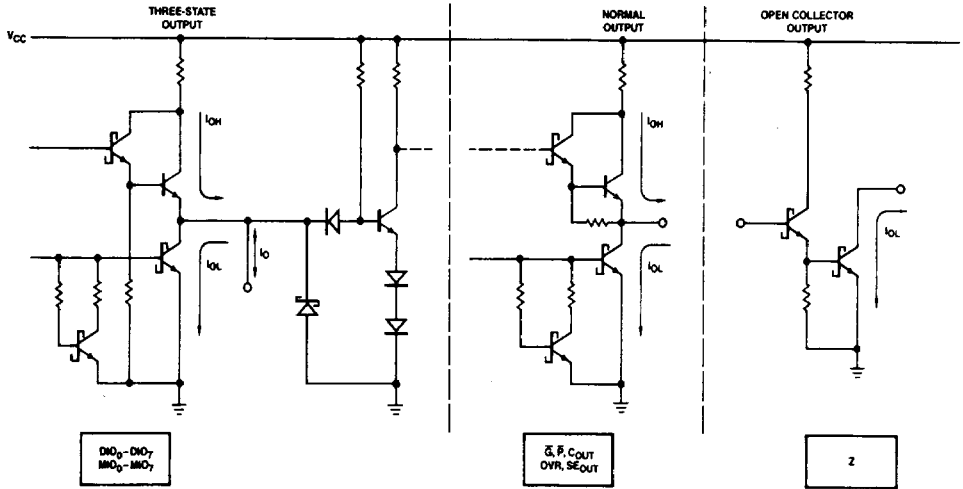 THREE-STATE
OUTPUT
NORMAL
OUTPUT
OPEN COLLECTOR
OUTPUT
VCC
IOH
IOL
IO
IOH
IOL
IOL
DIO0–DIO7
MIO0–MIO7
G̅, P̅, COUT
OVR, SEOUT
Z